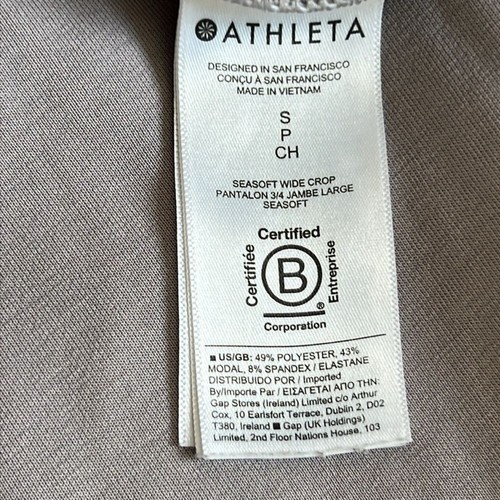 ATHLETA
DESIGNED IN SAN FRANCISCO
CONÇU À SAN FRANCISCO
MADE IN VIETNAM
S
P
CH
SEASOFT WIDE CROP
PANTALON 3/4 JAMBE LARGE
SEASOFT
Certified
Certifiée
B
Entreprise
®
Corporation
■ US/GB: 49% POLYESTER, 43%
MODAL, 8% SPANDEX / ELASTANE
DISTRIBUIDO POR / Imported
By/Importe Par / ΕΙΣΑΓΕΤΑΙ ΑΠΟ ΤΗΝ:
Gap Stores (Ireland) Limited c/o Arthur
Cox, 10 Earlsfort Terrace, Dublin 2, D02
T380, Ireland ■ Gap (UK Holdings)
Limited, 2nd Floor Nations House, 103